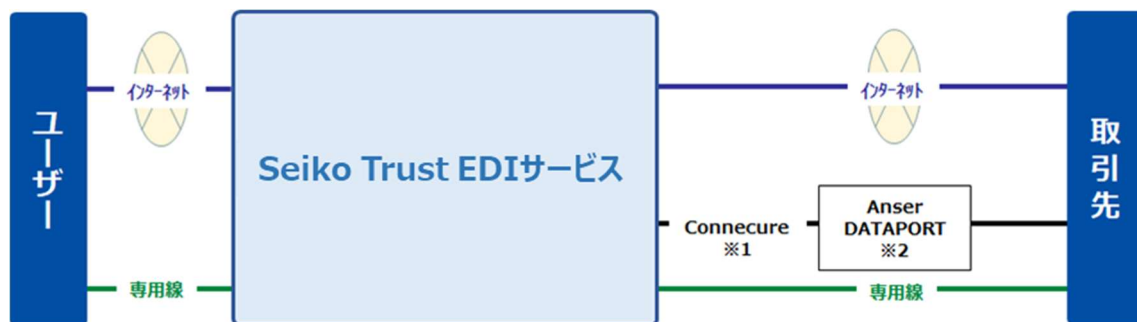 ユーザー
インターネット
専用線
Seiko Trust EDIサービス
インターネット
Connecure
※1
Anser
DATAPORT
※2
専用線
取引先